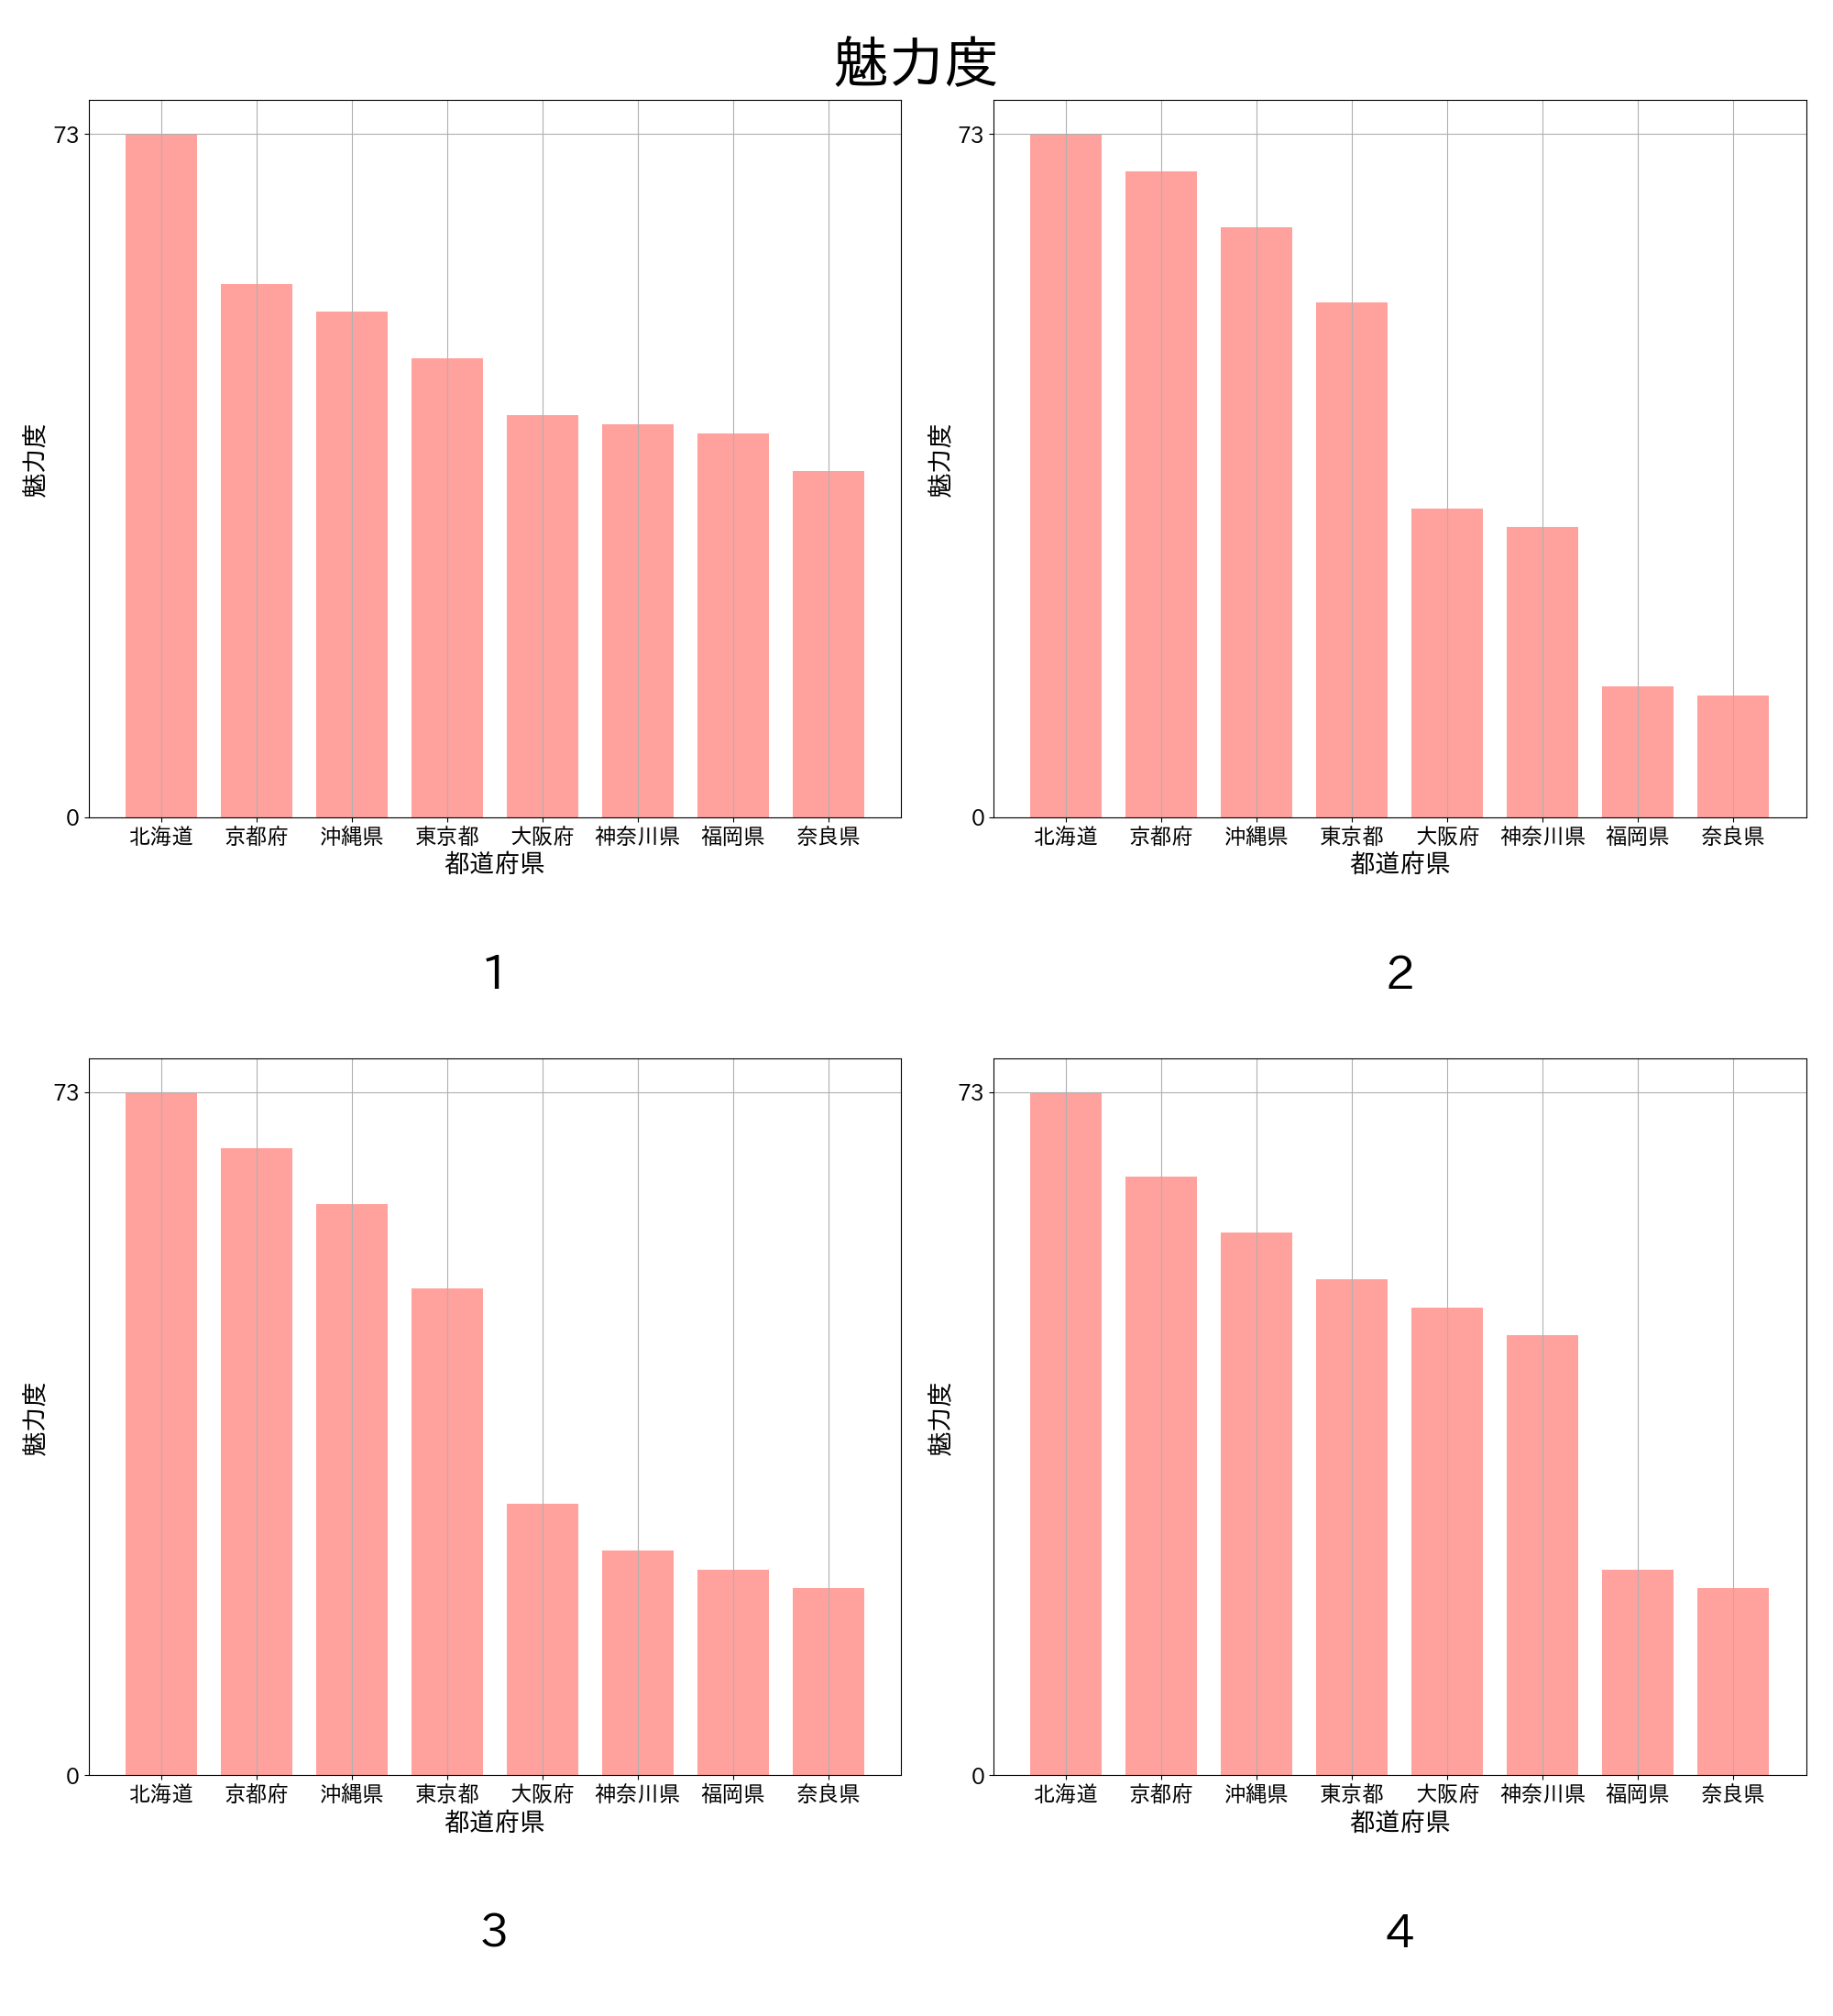 魅力度
73
0
魅力度
北海道 京都府 沖縄県 東京都 大阪府 神奈川県 福岡県 奈良県
都道府県
1
73
0
魅力度
北海道 京都府 沖縄県 東京都 大阪府 神奈川県 福岡県 奈良県
都道府県
2
73
0
魅力度
北海道 京都府 沖縄県 東京都 大阪府 神奈川県 福岡県 奈良県
都道府県
3
73
0
魅力度
北海道 京都府 沖縄県 東京都 大阪府 神奈川県 福岡県 奈良県
都道府県
4